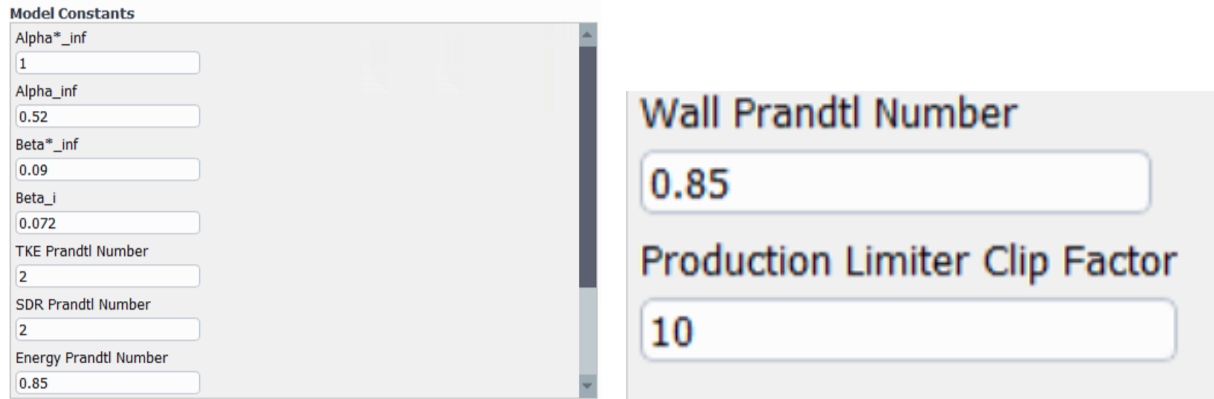 Model Constants
Alpha*_inf
1
Alpha_inf
0.52
Beta*_inf
0.09
Beta_i
0.072
TKE Prandtl Number
2
SDR Prandtl Number
2
Energy Prandtl Number
0.85
Wall Prandtl Number
0.85
Production Limiter Clip Factor
10